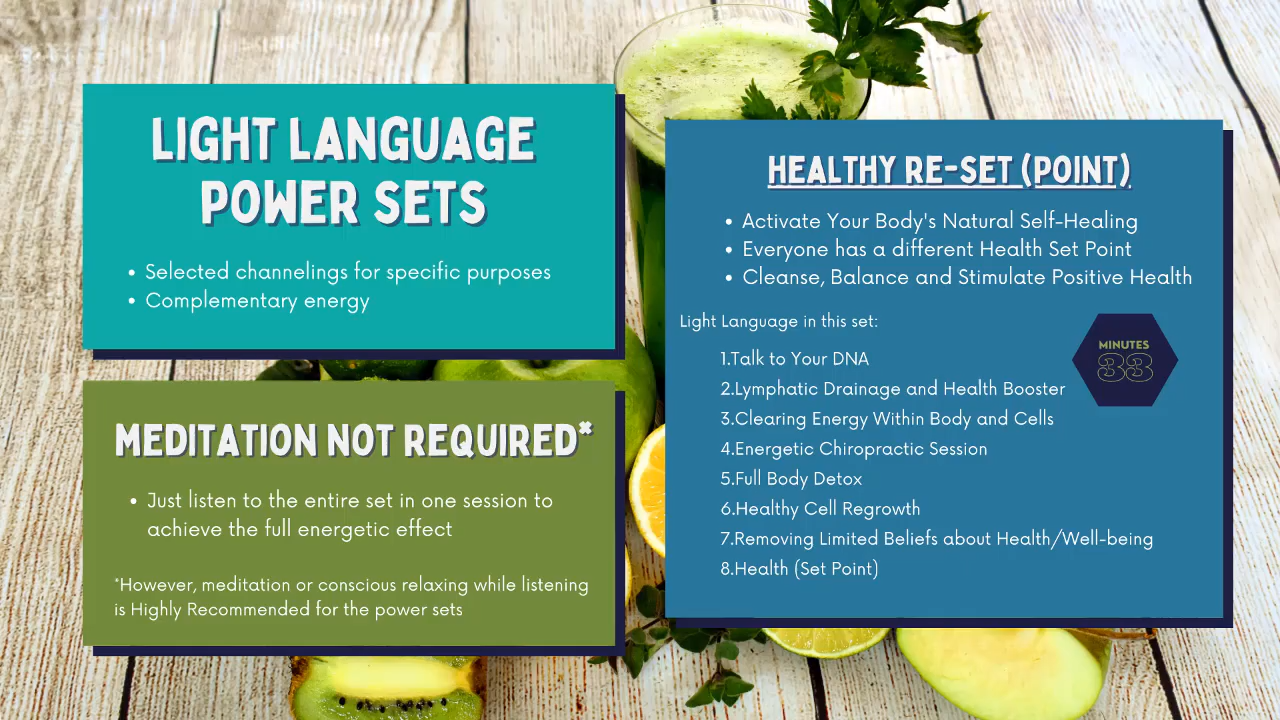 LIGHT LANGUAGE
POWER SETS
• Selected channelings for specific purposes
• Complementary energy
MEDITATION NOT REQUIRED*
• Just listen to the entire set in one session to
achieve the full energetic effect
*However, meditation or conscious relaxing while listening
is Highly Recommended for the power sets
HEALTHY RE-SET (POINT)
• Activate Your Body's Natural Self-Healing
• Everyone has a different Health Set Point
• Cleanse, Balance and Stimulate Positive Health
Light Language in this set:
MINUTES
33
1.Talk to Your DNA
2.Lymphatic Drainage and Health Booster
3.Clearing Energy Within Body and Cells
4.Energetic Chiropractic Session
5.Full Body Detox
6.Healthy Cell Regrowth
7.Removing Limited Beliefs about Health/Well-being
8.Health (Set Point)